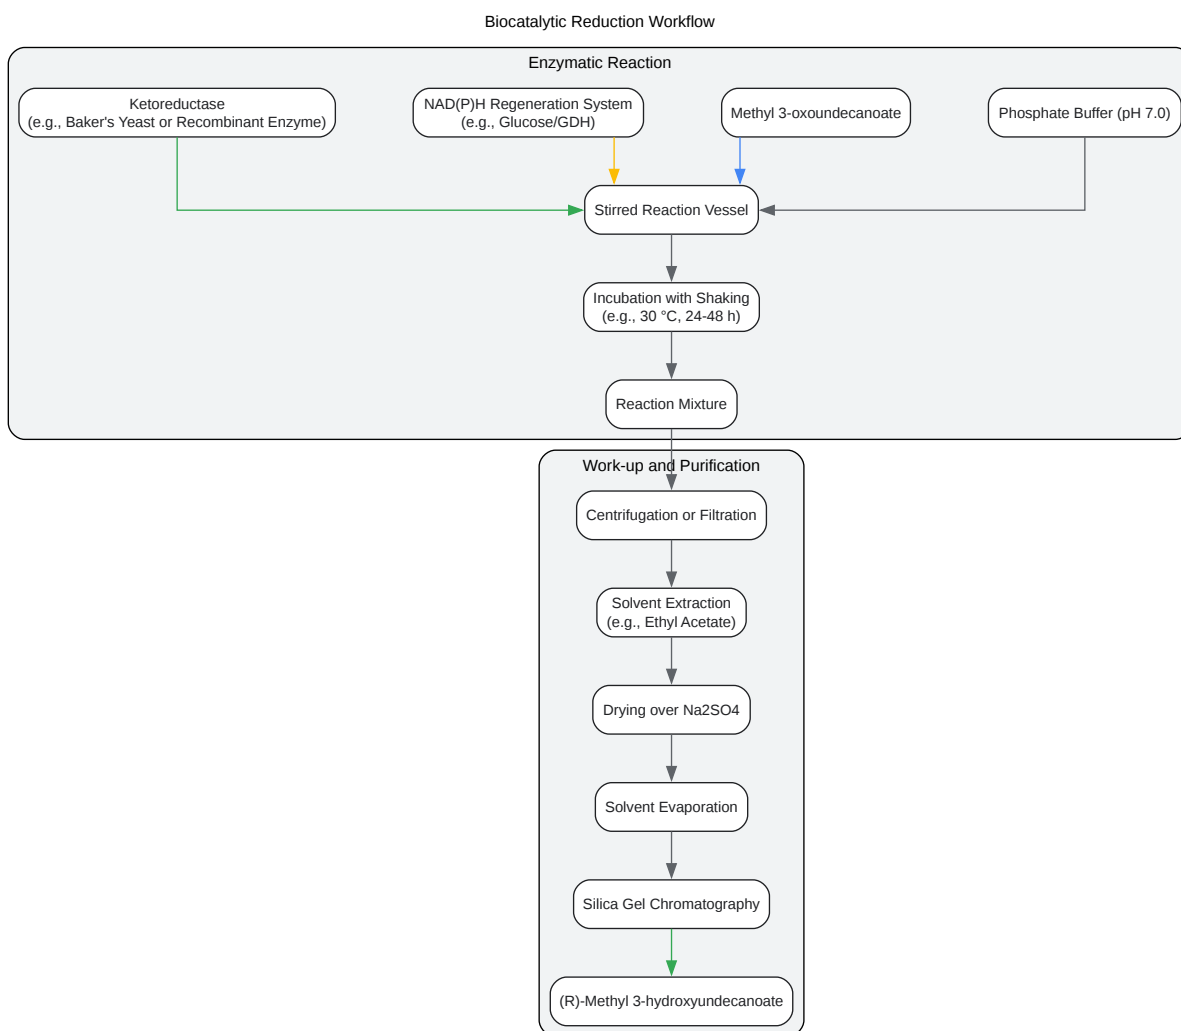 Biocatalytic Reduction Workflow
Enzymatic Reaction
Ketoreductase
(e.g., Baker's Yeast or Recombinant Enzyme)
NAD(P)H Regeneration System
(e.g., Glucose/GDH)
Methyl 3-oxoundecanoate
Phosphate Buffer (pH 7.0)
Stirred Reaction Vessel
Incubation with Shaking
(e.g., 30 °C, 24-48 h)
Reaction Mixture
Work-up and Purification
Centrifugation or Filtration
Solvent Extraction
(e.g., Ethyl Acetate)
Drying over Na2SO4
Solvent Evaporation
Silica Gel Chromatography
(R)-Methyl 3-hydroxyundecanoate